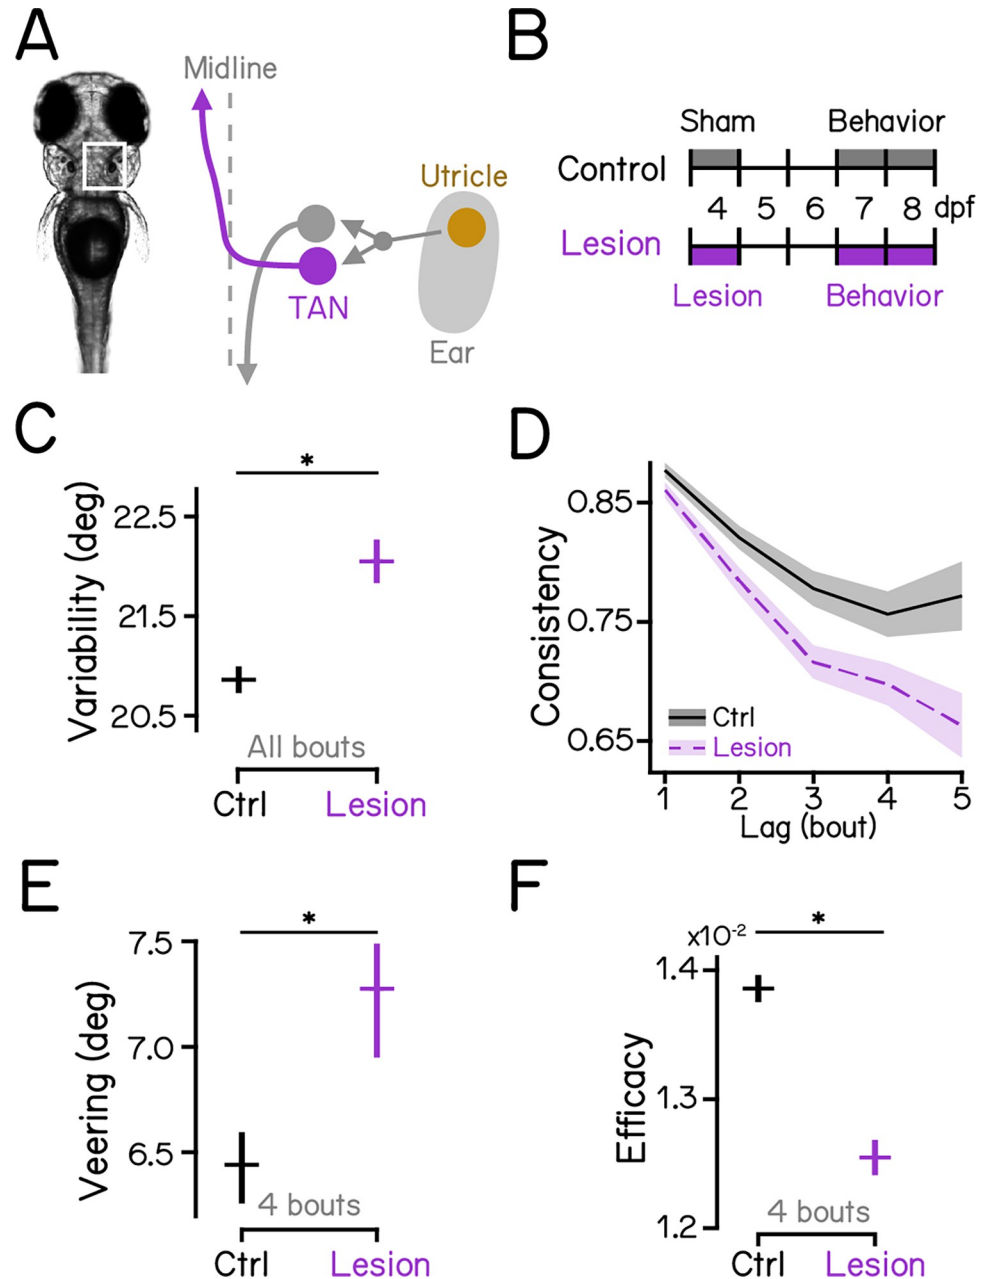 A
Midline
Utricle
TAN
Ear
B
Sham Behavior
Control
4 5 6 7 8 dpf
Lesion
Lesion Behavior
C
*
Variability (deg)
22.5
21.5
20.5
All bouts
Ctrl Lesion
D
Consistency
0.85
0.75
0.65
Ctrl
Lesion
1 2 3 4 5
Lag (bout)
E
*
Veering (deg)
7.5
7.0
6.5
4 bouts
Ctrl Lesion
F
*
x10⁻²
Efficacy
1.4
1.3
1.2
4 bouts
Ctrl Lesion